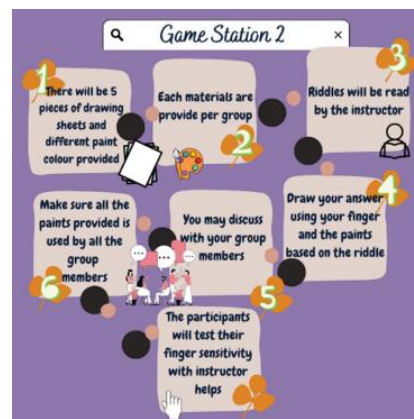 Game Station 2
1
There will be 5
pieces of drawing
sheets and
different paint
colour provided
Each materials are
provide per group
2
3
Riddles will be read
by the instructor
4
Draw your answer
using your finger
and the paints
based on the riddle
You may discuss
with your group
members
5
Make sure all the
paints provided is
used by all the
group
members
6
The participants
will test their
finger sensitivity
with instructor
helps